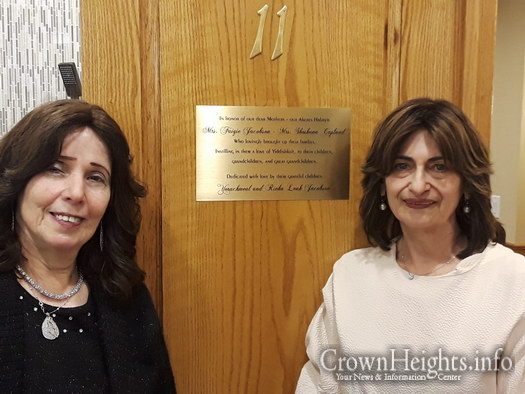 11
In honor of our dear Mothers - our Akeres Habayis
Mrs. Faigie Jacobson - Mrs. Shoshana Copland
Who lovingly brought up their families.
Instilling in them a love of Yiddishkeit, to their children,
grandchildren, and great grandchildren.
Dedicated with love by their grateful children,
and Rivka Leah Jacobson
CrownHeights.info
Your News & Information Center